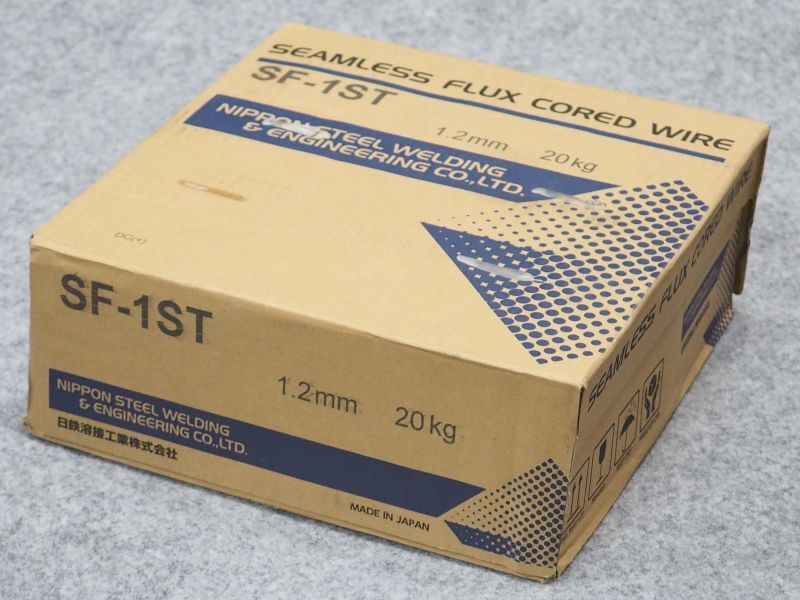 SEAMLESS FLUX CORED WIRE
SF-1ST
1.2mm 20kg
NIPPON STEEL WELDING
& ENGINEERING CO.,LTD.
DC(+)
SF-1ST
1.2mm 20kg
NIPPON STEEL WELDING
& ENGINEERING CO.,LTD.
日鉄溶接工業株式会社
MADE IN JAPAN
SEAMLESS FLUX CORED WIRE